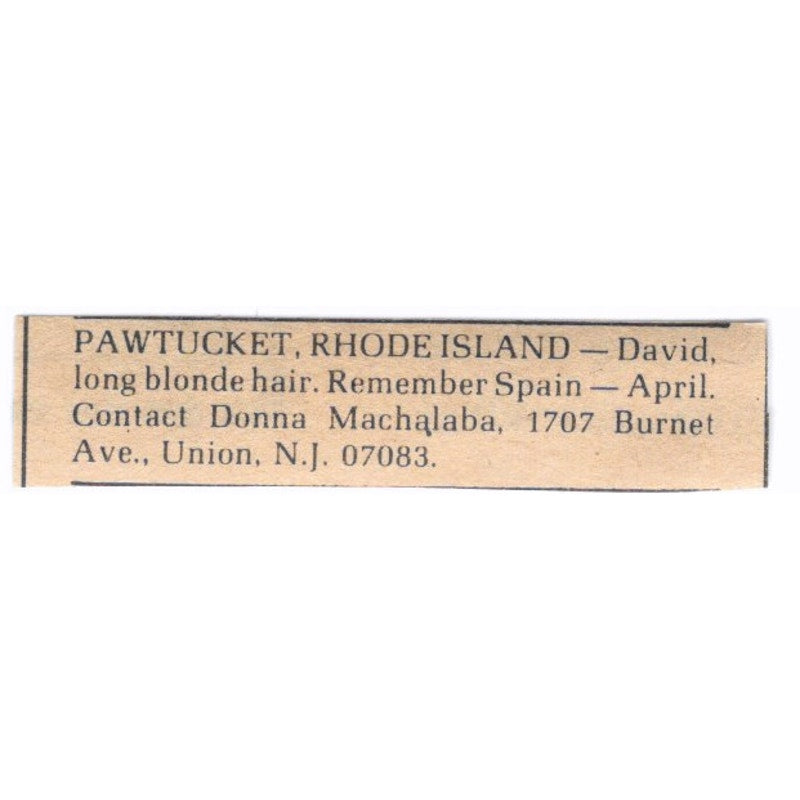 PAWTUCKET, RHODE ISLAND — David,
long blonde hair. Remember Spain — April.
Contact Donna Machalaba, 1707 Burnet
Ave., Union, N.J. 07083.